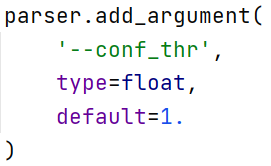 parser.add_argument(
    '--conf_thr',
    type=float,
    default=1.
)